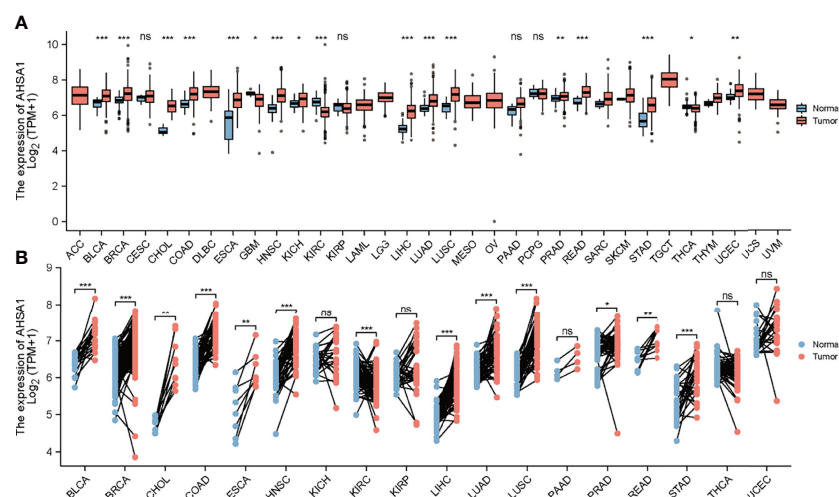 A
*** *** ns *** *** *** * *** * *** ns *** *** *** ns ns ** *** *** * **
The expression of AHSA1
Log2 (TPM+1)
10
8
6
4
2
0
Norma
Tumor
ACC BLCA BRCA CESC CHOL COAD DLBC ESCA GBM HNSC KICH KIRC KIRP LAML LGG LIHC LUAD LUSC MESO OV PAAD PCPG PRAD READ SARC SKCM STAD TGCT THCA THYM UCEC UCS UVM
B
*** *** ** *** ** *** ns *** ns *** *** *** ns * ** *** ns ns
The expression of AHSA1
Log2 (TPM+1)
9
8
7
6
5
4
Norma
Tumor
BLCA BRCA CHOL COAD ESCA HNSC KICH KIRC KIRP LIHC LUAD LUSC PAAD PRAD READ STAD THCA UCEC